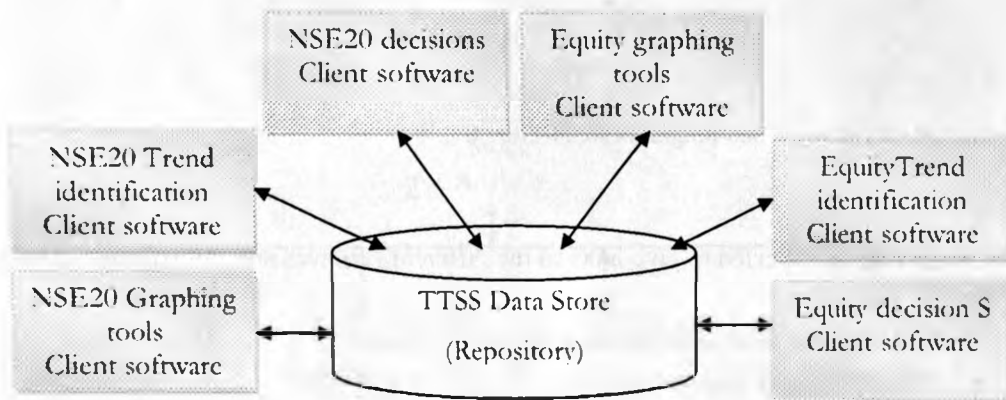 NSE20 decisions
Client software
Equity graphing
tools
Client software
NSE20 Trend
identification
Client software
EquityTrend
identification
Client software
NSE20 Graphing
tools
Client software
TTSS Data Store
(Repository)
Equity decision S
Client software